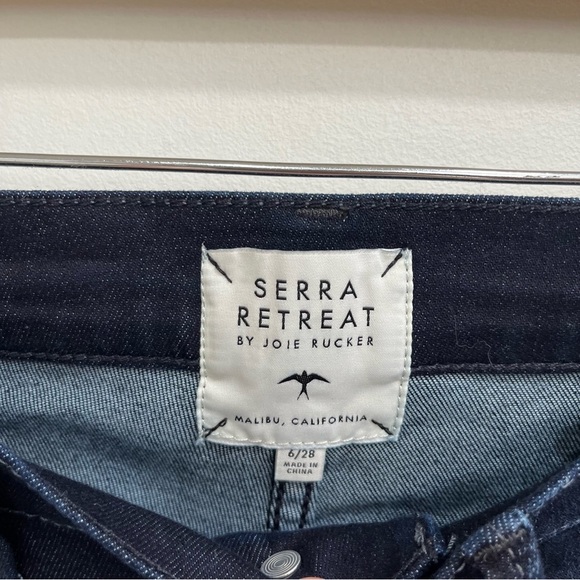 SERRA
RETREAT
BY JOIE RUCKER
MALIBU, CALIFORNIA
6/28
MADE IN
CHINA